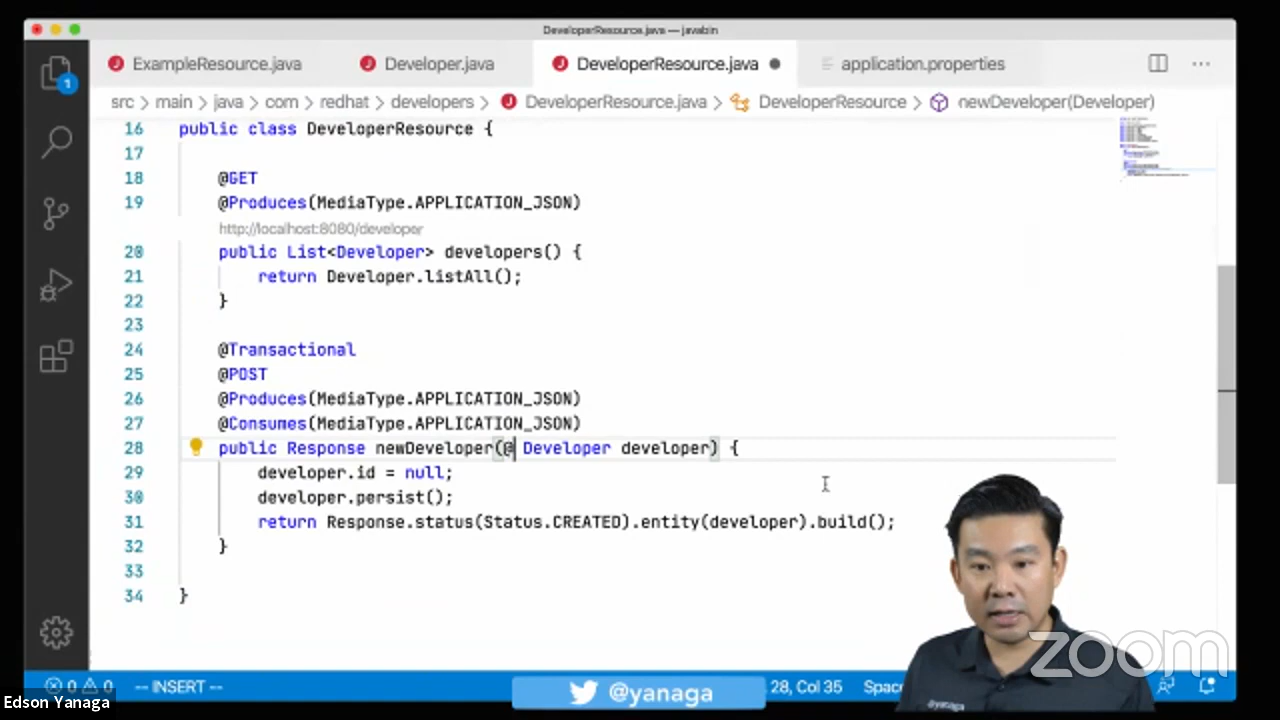 DeveloperResource.java — javabin
ExampleResource.java
Developer.java
DeveloperResource.java
application.properties
src > main > java > com > redhat > developers > DeveloperResource.java > DeveloperResource > newDeveloper(Developer)
1
16 public class DeveloperResource {
17
18 @GET
19 @Produces(MediaType.APPLICATION_JSON)
http://localhost:8080/developer
20 public List<Developer> developers() {
21 return Developer.listAll();
22 }
23
24 @Transactional
25 @POST
26 @Produces(MediaType.APPLICATION_JSON)
27 @Consumes(MediaType.APPLICATION_JSON)
28 public Response newDeveloper(@ Developer developer) {
29 developer.id = null;
30 developer.persist();
31 return Response.status(Status.CREATED).entity(developer).build();
32 }
33
34 }
zoom
@yanaga
0 0 -- INSERT --
@yanaga
28, Col 35
Edson Yanaga